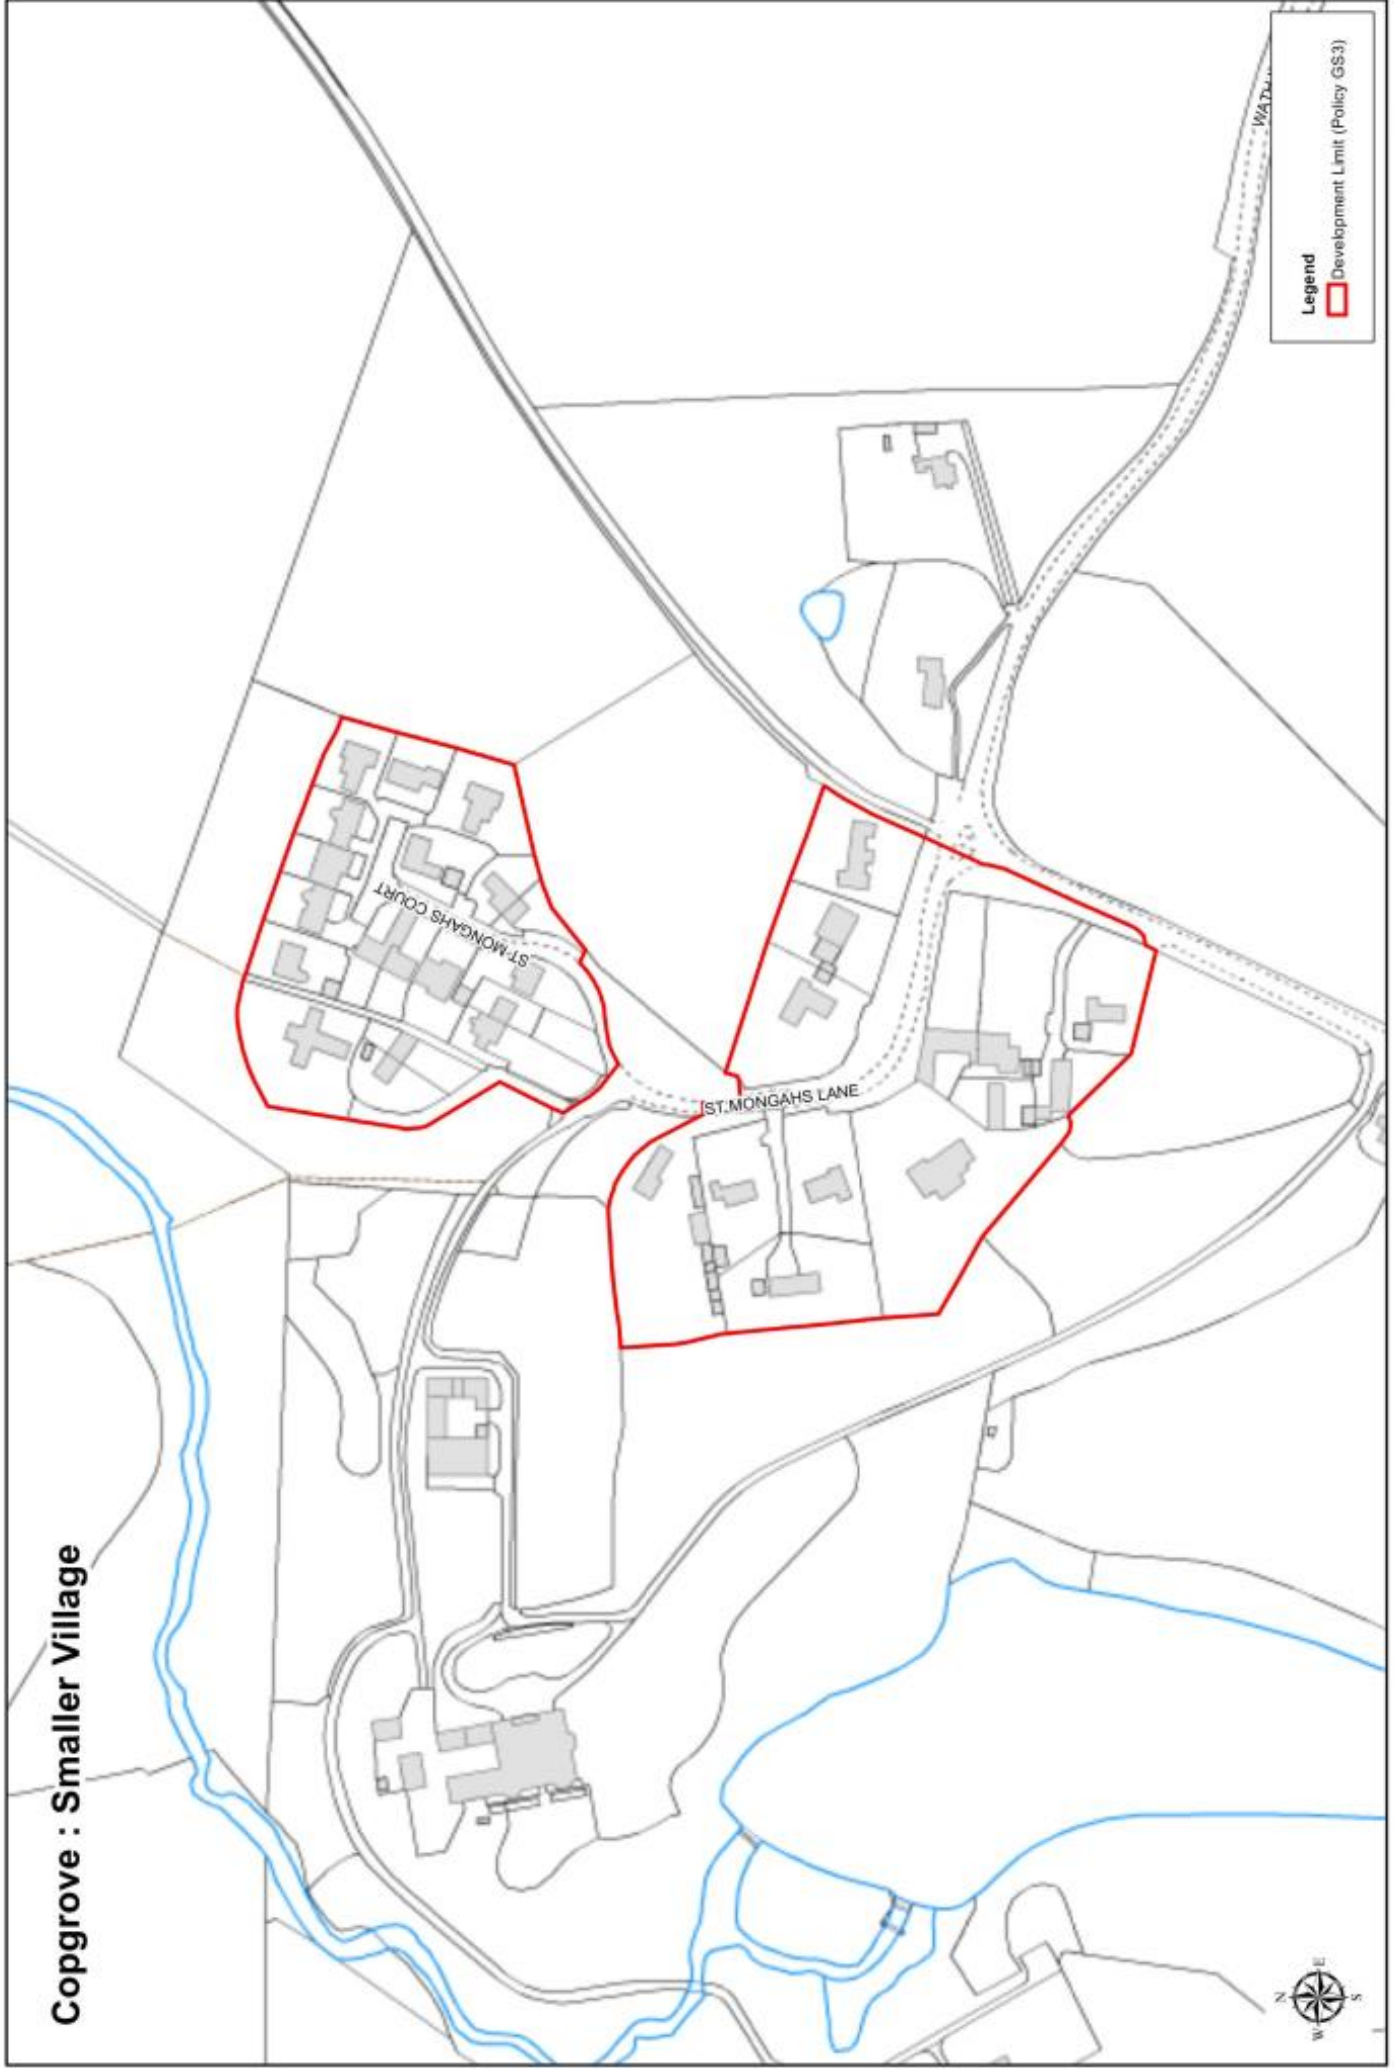 Copgrove : Smaller Village
ST MONGAHS COURT
ST.MONGAHS LANE
Legend
Development Limit (Policy GS3)
N
W
E
S